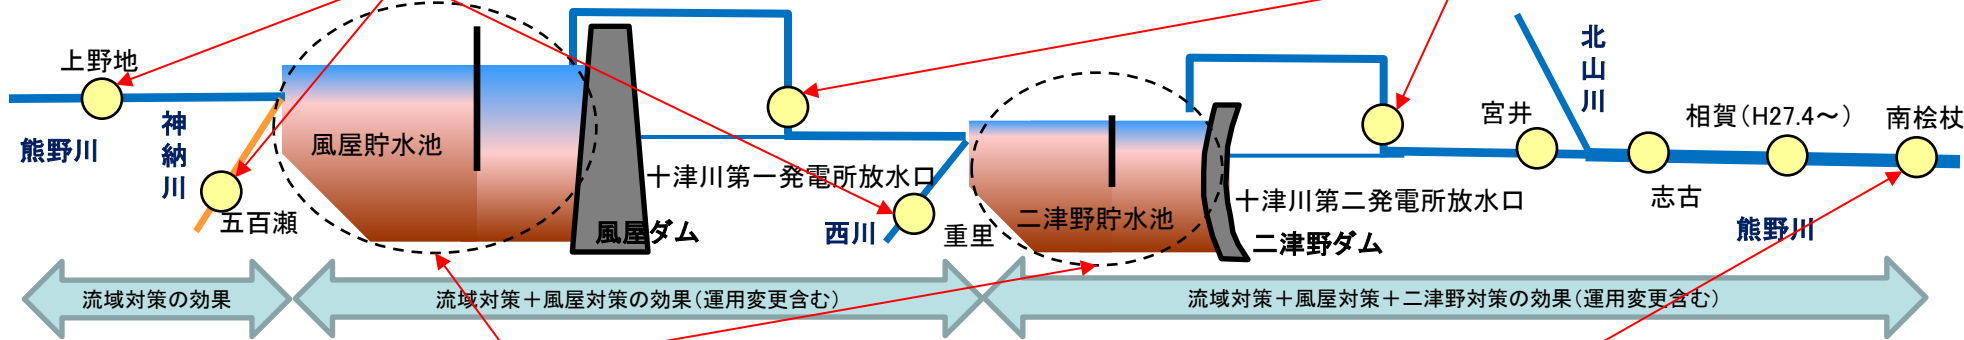 上野地
熊野川
神納川
五百瀬
風屋貯水池
十津川第一発電所放水口
風屋ダム
西川
重里
二津野貯水池
十津川第二発電所放水口
二津野ダム
宮井
北山川
志古
相賀(H27.4～)
南桧杖
熊野川
流域対策の効果
流域対策＋風屋対策の効果(運用変更含む)
流域対策＋風屋対策＋二津野対策の効果(運用変更含む)